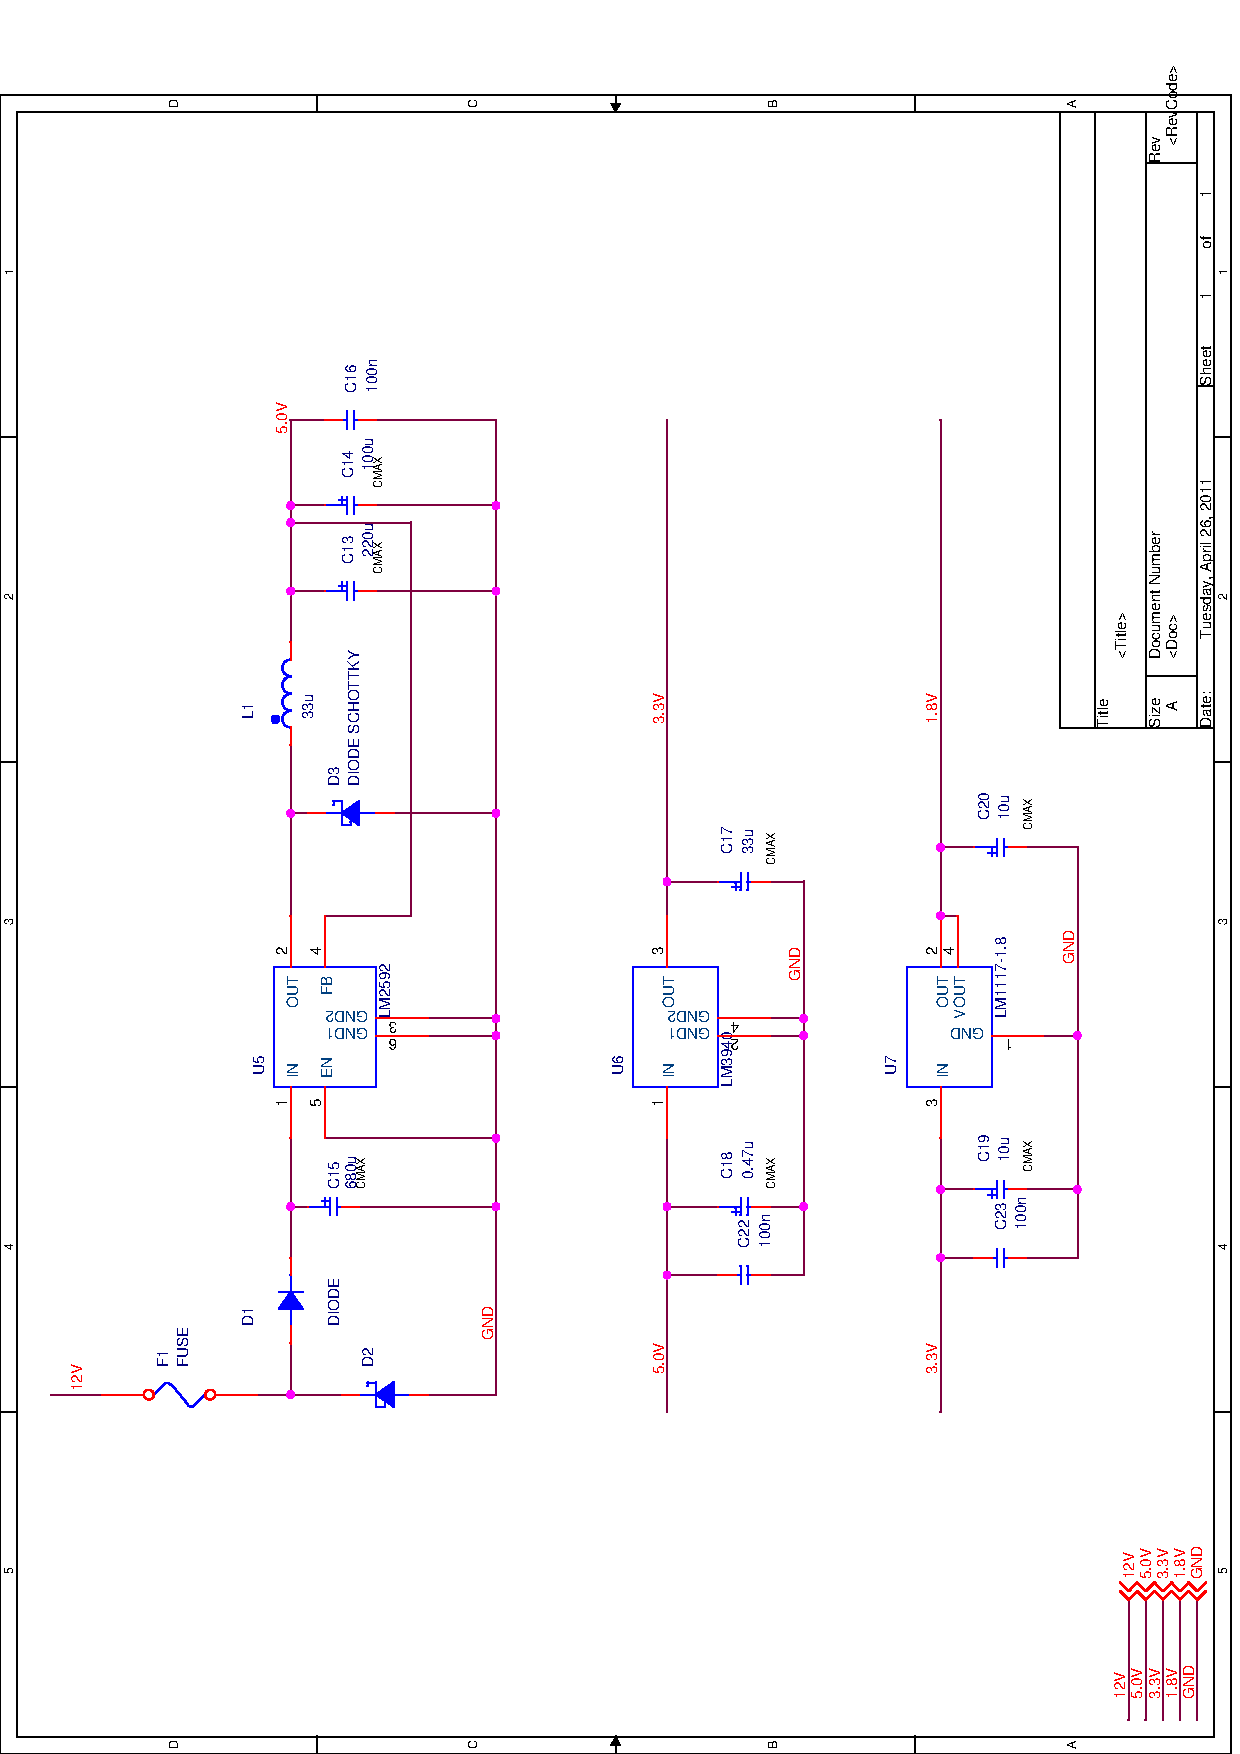 5
4
3
2
1
D
C
B
A
12V
F1
FUSE
D1
DIODE
D2
GND
C15
680u
CMAX
U5
LM2592
IN
1
EN
5
OUT
2
FB
4
GND1
6
GND2
3
D3
DIODE SCHOTTKY
L1
33u
C13
220u
CMAX
C14
100u
CMAX
C16
100n
5.0V
5.0V
C22
100n
C18
0.47u
CMAX
U6
LM3940
IN
1
OUT
3
GND1
2
GND2
4
GND
C17
33u
CMAX
3.3V
3.3V
C23
100n
C19
10u
CMAX
U7
LM1117-1.8
IN
3
OUT
2
VOUT
4
GND
1
GND
C20
10u
CMAX
1.8V
12V
12V
5.0V
5.0V
3.3V
3.3V
1.8V
1.8V
GND
GND
Title
<Title>
Size
A
Document Number
<Doc>
Rev
<RevCode>
Date:
Tuesday, April 26, 2011
Sheet
1
of
1
5
4
3
2
1
D
C
B
A